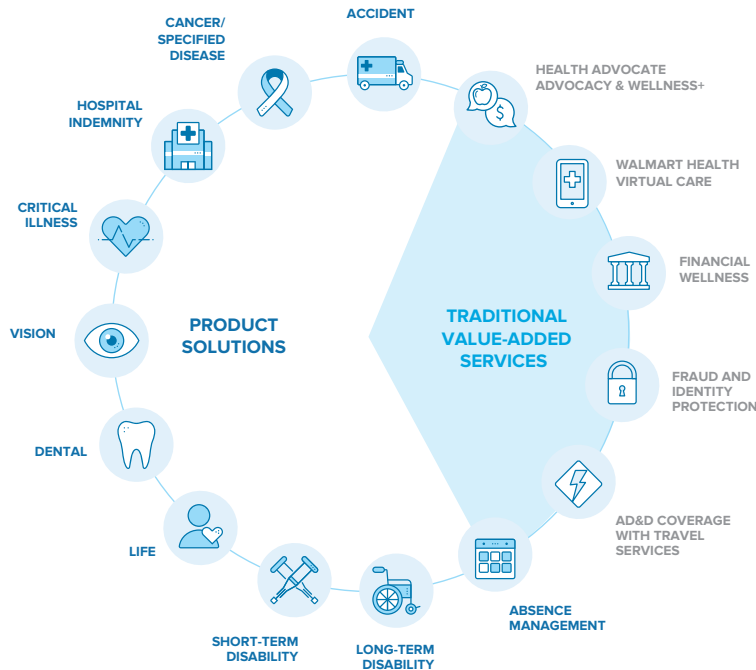 ACCIDENT
CANCER/
SPECIFIED
DISEASE
HOSPITAL
INDEMNITY
CRITICAL
ILLNESS
VISION
DENTAL
LIFE
SHORT-TERM
DISABILITY
LONG-TERM
DISABILITY
ABSENCE
MANAGEMENT
AD&D COVERAGE
WITH TRAVEL
SERVICES
FRAUD AND
IDENTITY
PROTECTION
FINANCIAL
WELLNESS
WALMART HEALTH
VIRTUAL CARE
HEALTH ADVOCATE
ADVOCACY & WELLNESS+
$
PRODUCT
SOLUTIONS
TRADITIONAL
VALUE-ADDED
SERVICES